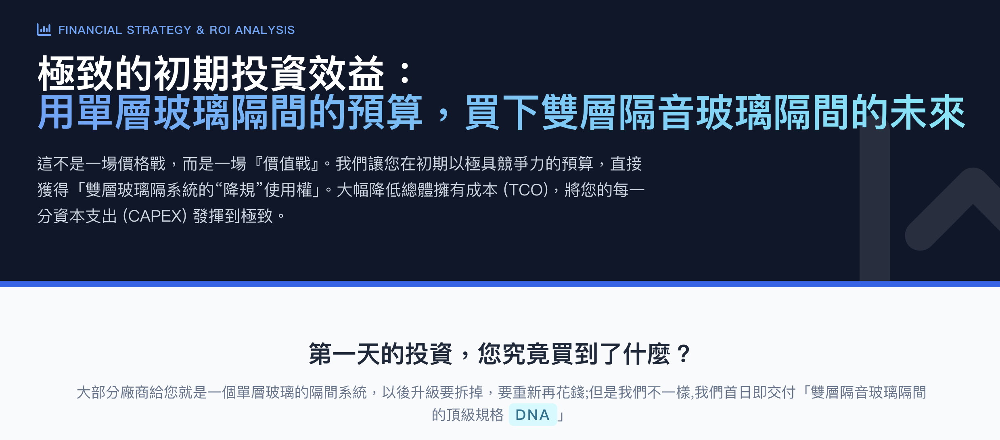 FINANCIAL STRATEGY & ROI ANALYSIS
極致的初期投資效益：
用單層玻璃隔間的預算，買下雙層隔音玻璃隔間的未來
這不是一場價格戰，而是一場『價值戰』。我們讓您在初期以極具競爭力的預算，直接
獲得「雙層玻璃隔系統的“降規”使用權」。大幅降低總體擁有成本 (TCO)，將您的每一
分資本支出 (CAPEX) 發揮到極致。
第一天的投資，您究竟買到了什麼？
大部分廠商給您就是一個單層玻璃的隔間系統，以後升級要拆掉，要重新再花錢;但是我們不一樣,我們首日即交付「雙層隔音玻璃隔間
的頂級規格 DNA」